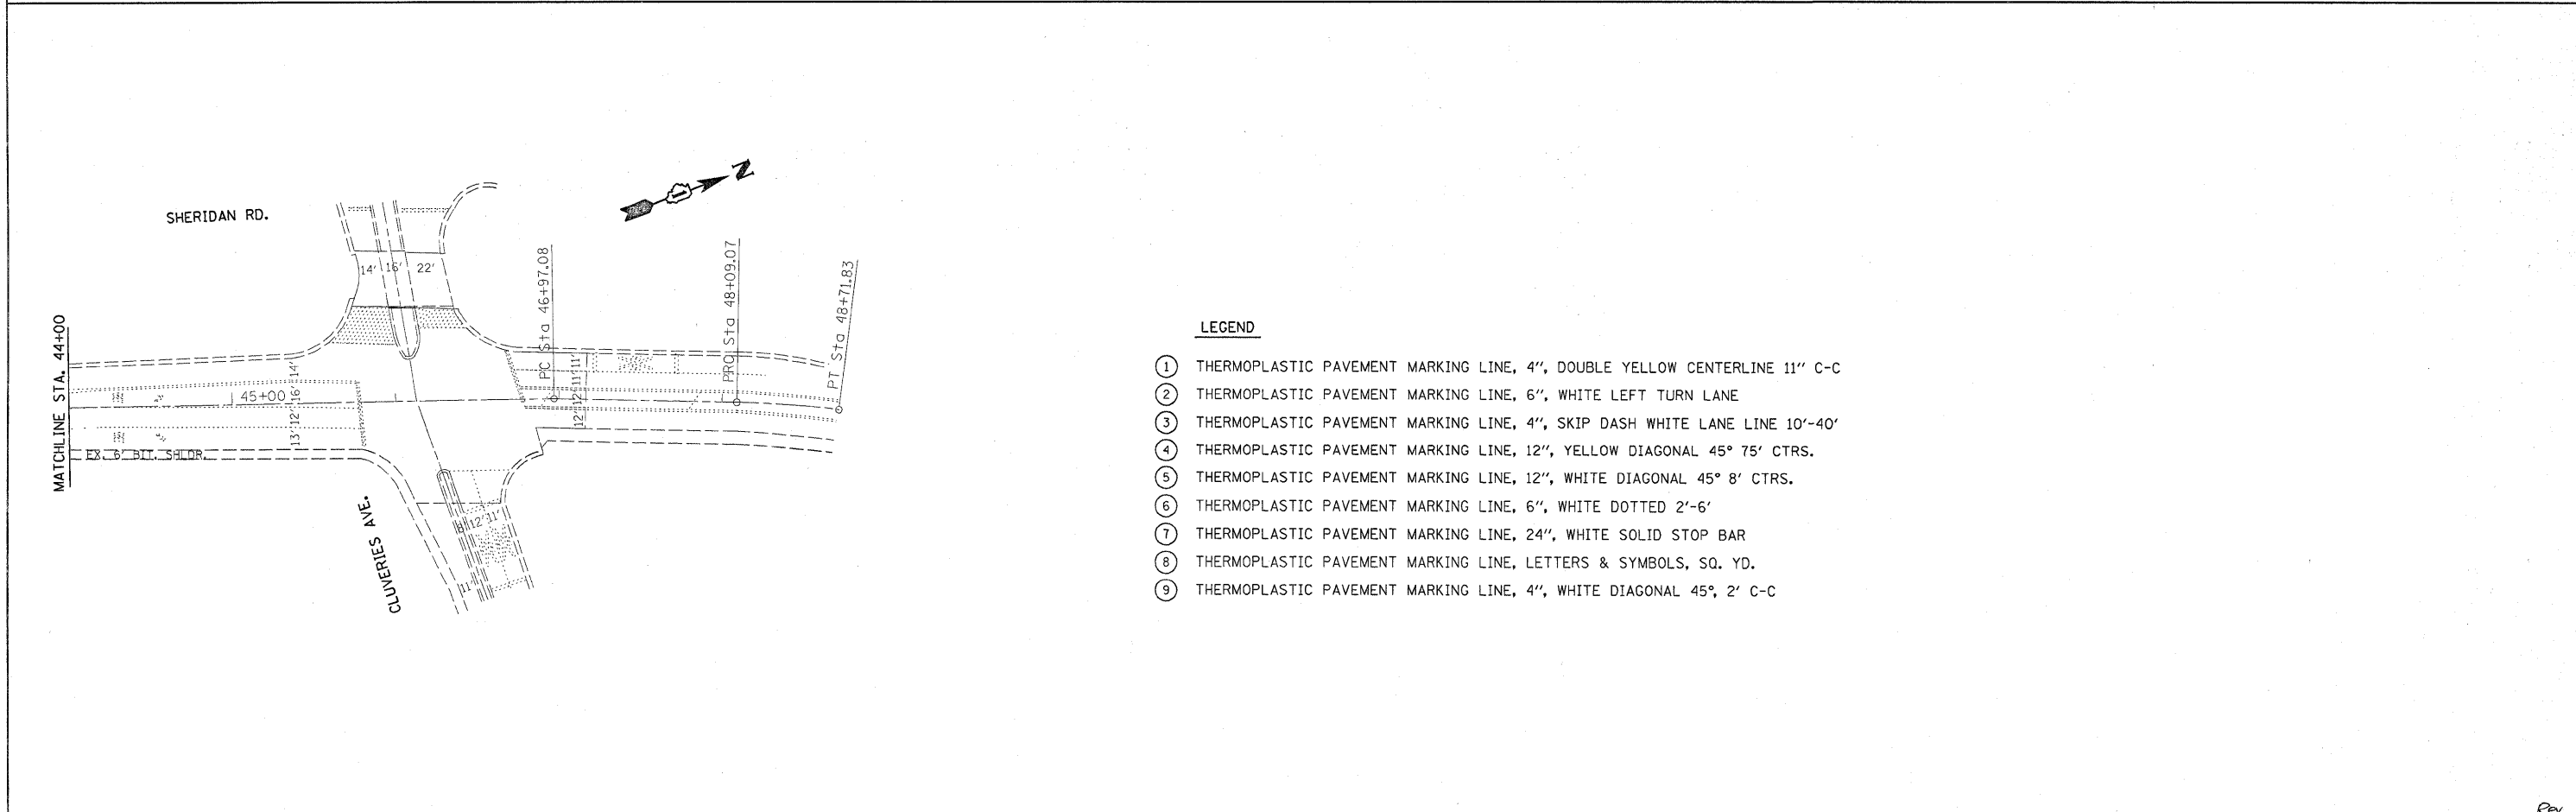 SHERIDAN RD.
N
14' 16' 22'
PC Sta 46+97.08
Sta 48+09.07
PT Sta 48+71.83
MATCHLINE STA. 44+00
45+00
13' 12' 16' 14'
12' 12' 11' 11'
EX. 6' BIT. SHLDR.
CLUVERIES AVE.
8' 12' 11'
11'
LEGEND
1 THERMOPLASTIC PAVEMENT MARKING LINE, 4", DOUBLE YELLOW CENTERLINE 11" C-C
2 THERMOPLASTIC PAVEMENT MARKING LINE, 6", WHITE LEFT TURN LANE
3 THERMOPLASTIC PAVEMENT MARKING LINE, 4", SKIP DASH WHITE LANE LINE 10'-40'
4 THERMOPLASTIC PAVEMENT MARKING LINE, 12", YELLOW DIAGONAL 45° 75' CTRS.
5 THERMOPLASTIC PAVEMENT MARKING LINE, 12", WHITE DIAGONAL 45° 8' CTRS.
6 THERMOPLASTIC PAVEMENT MARKING LINE, 6", WHITE DOTTED 2'-6'
7 THERMOPLASTIC PAVEMENT MARKING LINE, 24", WHITE SOLID STOP BAR
8 THERMOPLASTIC PAVEMENT MARKING LINE, LETTERS & SYMBOLS, SQ. YD.
9 THERMOPLASTIC PAVEMENT MARKING LINE, 4", WHITE DIAGONAL 45°, 2' C-C
Rev